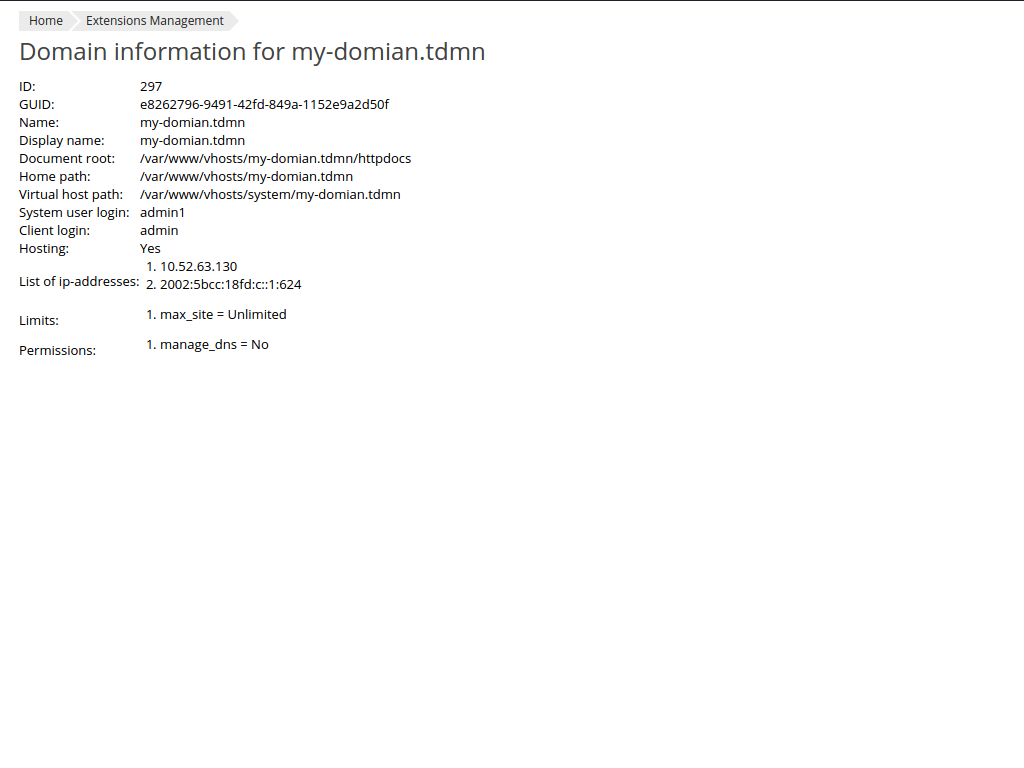 Home Extensions Management
Domain information for my-domian.tdmn
ID: 297
GUID: e8262796-9491-42fd-849a-1152e9a2d50f
Name: my-domian.tdmn
Display name: my-domian.tdmn
Document root: /var/www/vhosts/my-domian.tdmn/httpdocs
Home path: /var/www/vhosts/my-domian.tdmn
Virtual host path: /var/www/vhosts/system/my-domian.tdmn
System user login: admin1
Client login: admin
Hosting: Yes
List of ip-addresses: 1. 10.52.63.130
2. 2002:5bcc:18fd:c::1:624
Limits: 1. max_site = Unlimited
Permissions: 1. manage_dns = No